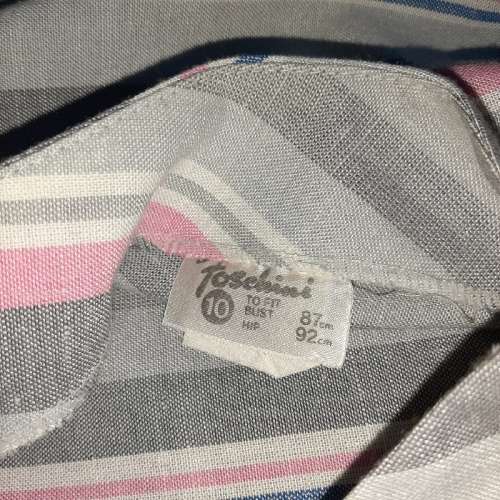 Toschini
10 TO FIT
BUST 87cm
HIP 92cm